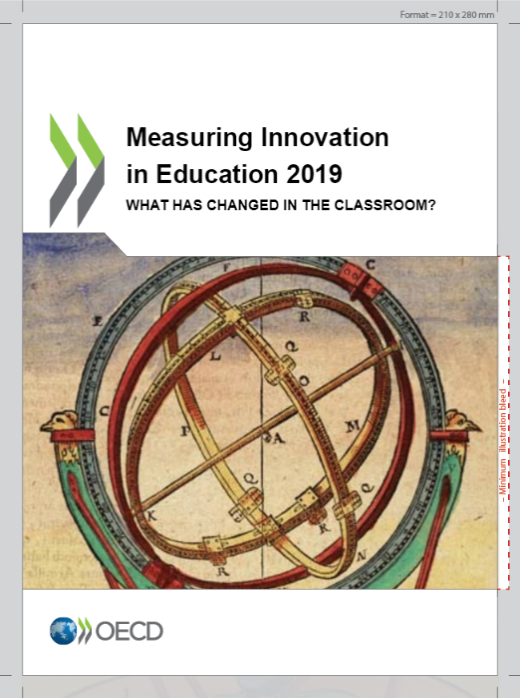 Format = 210 x 280 mm
Measuring Innovation
in Education 2019
WHAT HAS CHANGED IN THE CLASSROOM?
F
C
F
R
L
Q
O
C
P
A
M
Q
Q
K
R
N
R
– Minimum illustration bleed –
OECD